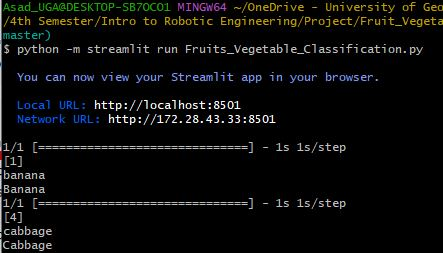 Asad_UGA@DESKTOP-SB7OCO1 MINGW64 ~/OneDrive - University of Geo
/4th Semester/Intro to Robotic Engineering/Project/Fruit_Vegeta
master)
$ python -m streamlit run Fruits_Vegetable_Classification.py
You can now view your Streamlit app in your browser.
Local URL: http://localhost:8501
Network URL: http://172.28.43.33:8501
1/1 [==============================] - 1s 1s/step
[1]
banana
Banana
1/1 [==============================] - 1s 1s/step
[4]
cabbage
Cabbage